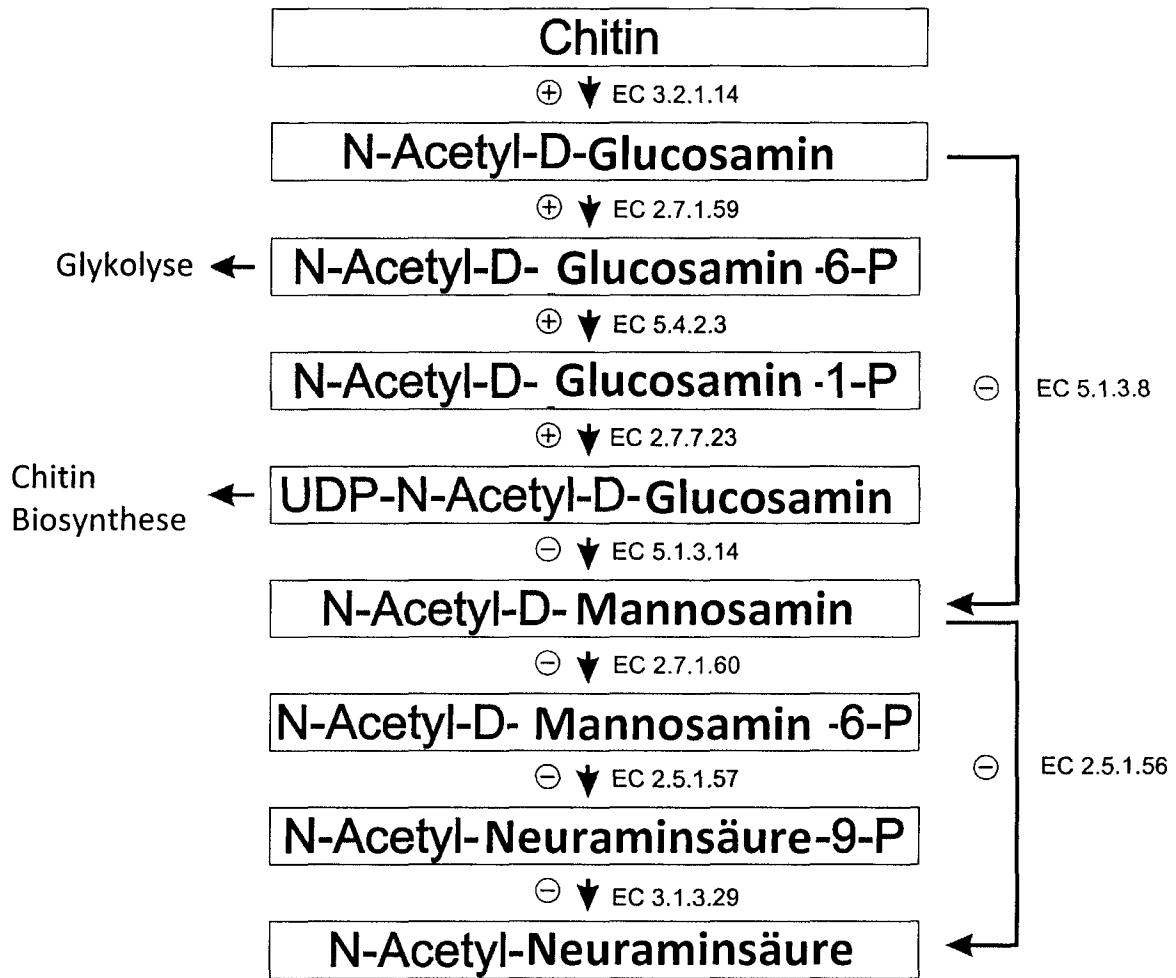 Chitin
⊕ EC 3.2.1.14
N-Acetyl-D-Glucosamin
⊕ EC 2.7.1.59
Glykolyse
N-Acetyl-D- Glucosamin -6-P
⊕ EC 5.4.2.3
N-Acetyl-D- Glucosamin -1-P
⊖ EC 5.1.3.8
⊕ EC 2.7.7.23
Chitin
Biosynthese
UDP-N-Acetyl-D-Glucosamin
⊖ EC 5.1.3.14
N-Acetyl-D-Mannosamin
⊖ EC 2.7.1.60
N-Acetyl-D- Mannosamin -6-P
⊖ EC 2.5.1.56
⊖ EC 2.5.1.57
N-Acetyl-Neuraminsäure-9-P
⊖ EC 3.1.3.29
N-Acetyl-Neuraminsäure